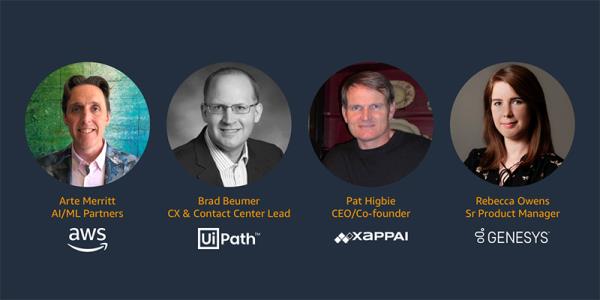 Arte Merritt
AI/ML Partners
aws
Brad Beumer
CX & Contact Center Lead
UiPath™
Pat Higbie
CEO/Co-founder
XAPPAI
Rebecca Owens
Sr Product Manager
GENESYS